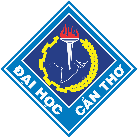 ĐẠI HỌC CẦN THƠ